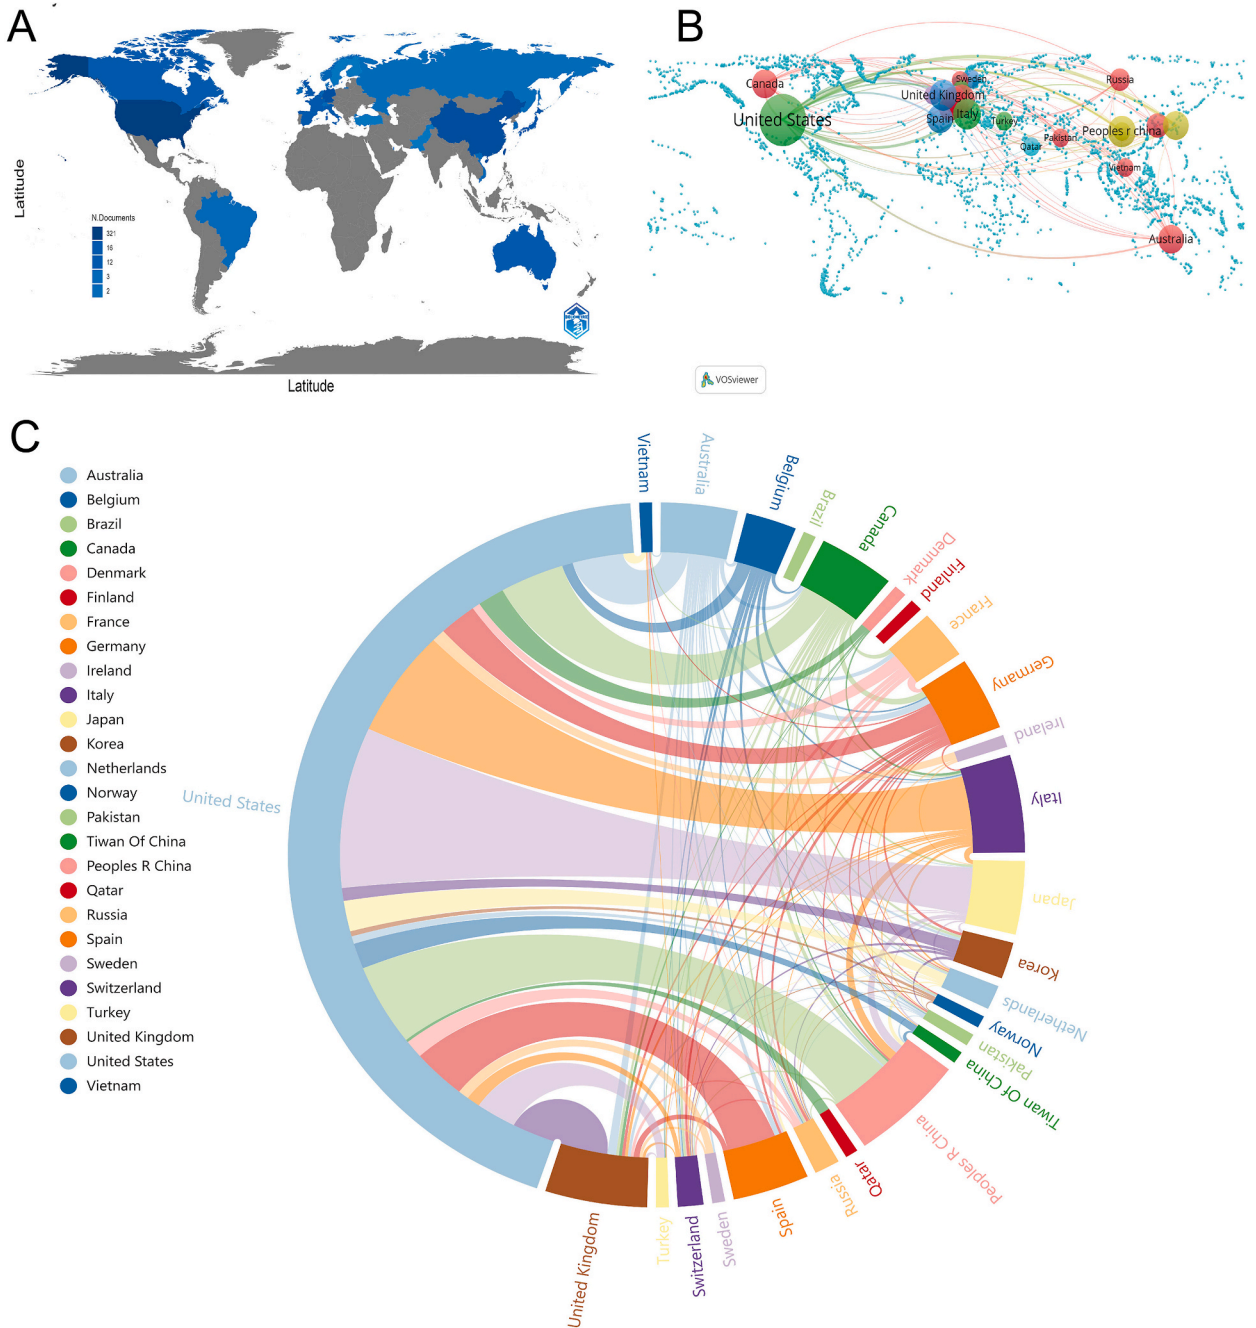 A
Latitude
N.Documents
321
16
12
3
2
Latitude
B
Canada
United States
Sweden
United Kingdom
Spain
Italy
Turkey
Qatar
Pakistan
Russia
Peoples r china
Vietnam
Australia
VOSviewer
C
Australia
Belgium
Brazil
Canada
Denmark
Finland
France
Germany
Ireland
Italy
Japan
Korea
Netherlands
Norway
Pakistan
Tiwan Of China
Peoples R China
Qatar
Russia
Spain
Sweden
Switzerland
Turkey
United Kingdom
United States
Vietnam
United States
Vietnam
Australia
Belgium
Brazil
Canada
Denmark
Finland
France
Germany
Ireland
Italy
Japan
Korea
Netherlands
Norway
Pakistan
Tiwan Of China
Peoples R China
Qatar
Russia
Spain
Sweden
Switzerland
Turkey
United Kingdom